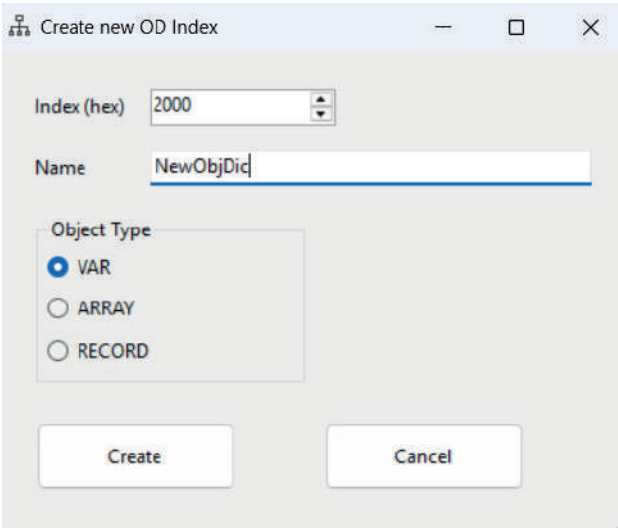 Create new OD Index
Index (hex) 2000
Name NewObjDic
Object Type
VAR
ARRAY
RECORD
Create Cancel